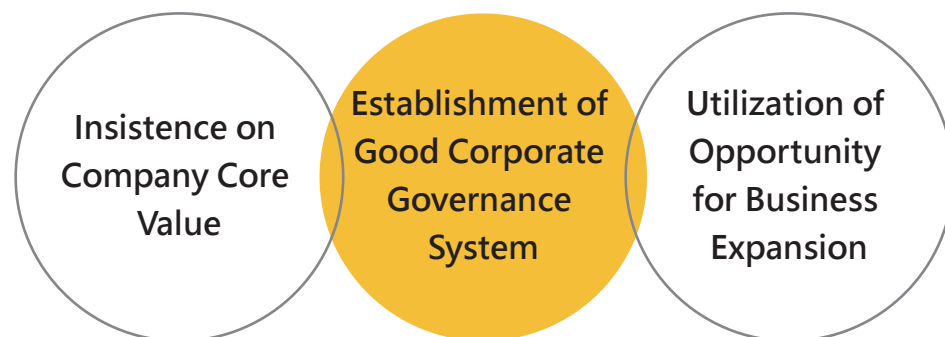 Insistence on
Company Core
Value
Establishment of
Good Corporate
Governance
System
Utilization of
Opportunity
for Business
Expansion